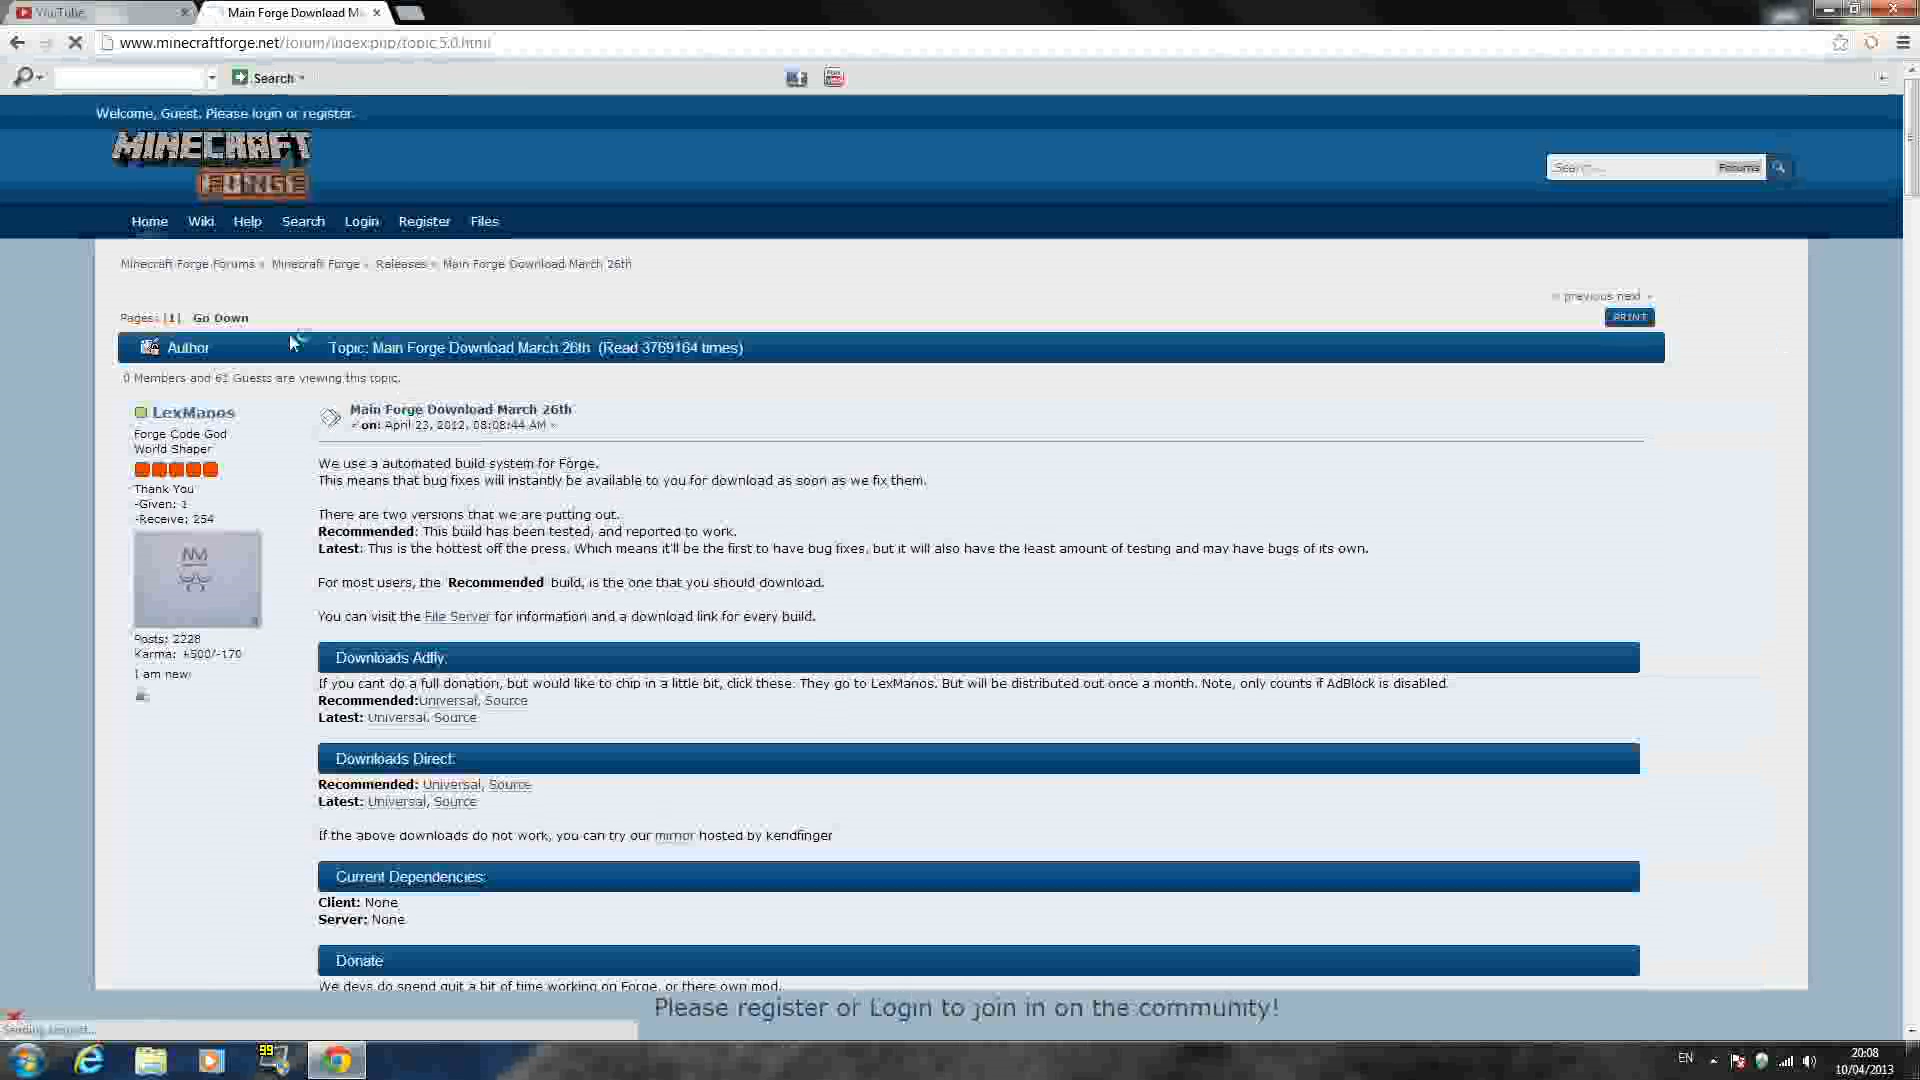 YouTube
Main Forge Download M
www.minecraftforge.net/forum/index.php/topic,5.0.html
Search
Welcome, Guest. Please login or register.
MINECRAFT
FORGE
Search...
Forums
Home Wiki Help Search Login Register Files
Minecraft Forge Forums » Minecraft Forge » Releases » Main Forge Download March 26th
« previous next »
Pages: [1] Go Down
PRINT
Author
Topic: Main Forge Download March 26th (Read 3769164 times)
0 Members and 61 Guests are viewing this topic.
LexManos
Forge Code God
World Shaper
Thank You
-Given: 1
-Receive: 254
Posts: 2228
Karma: +500/-170
I am new!
Main Forge Download March 26th
« on: April 23, 2012, 08:08:44 AM »
We use a automated build system for Forge.
This means that bug fixes will instantly be available to you for download as soon as we fix them.
There are two versions that we are putting out.
Recommended: This build has been tested, and reported to work.
Latest: This is the hottest off the press. Which means it'll be the first to have bug fixes, but it will also have the least amount of testing and may have bugs of its own.
For most users, the Recommended build, is the one that you should download.
You can visit the File Server for information and a download link for every build.
Downloads Adfly:
If you cant do a full donation, but would like to chip in a little bit, click these: They go to LexManos. But will be distributed out once a month. Note, only counts if AdBlock is disabled.
Recommended:Universal, Source
Latest: Universal, Source
Downloads Direct:
Recommended: Universal, Source
Latest: Universal, Source
If the above downloads do not work, you can try our mirror hosted by kendfinger
Current Dependencies:
Client: None
Server: None
Donate
We devs do spend quit a bit of time working on Forge, or there own mod.
Please register or Login to join in on the community!
Sending request...
99
EN
20:08
10/04/2013